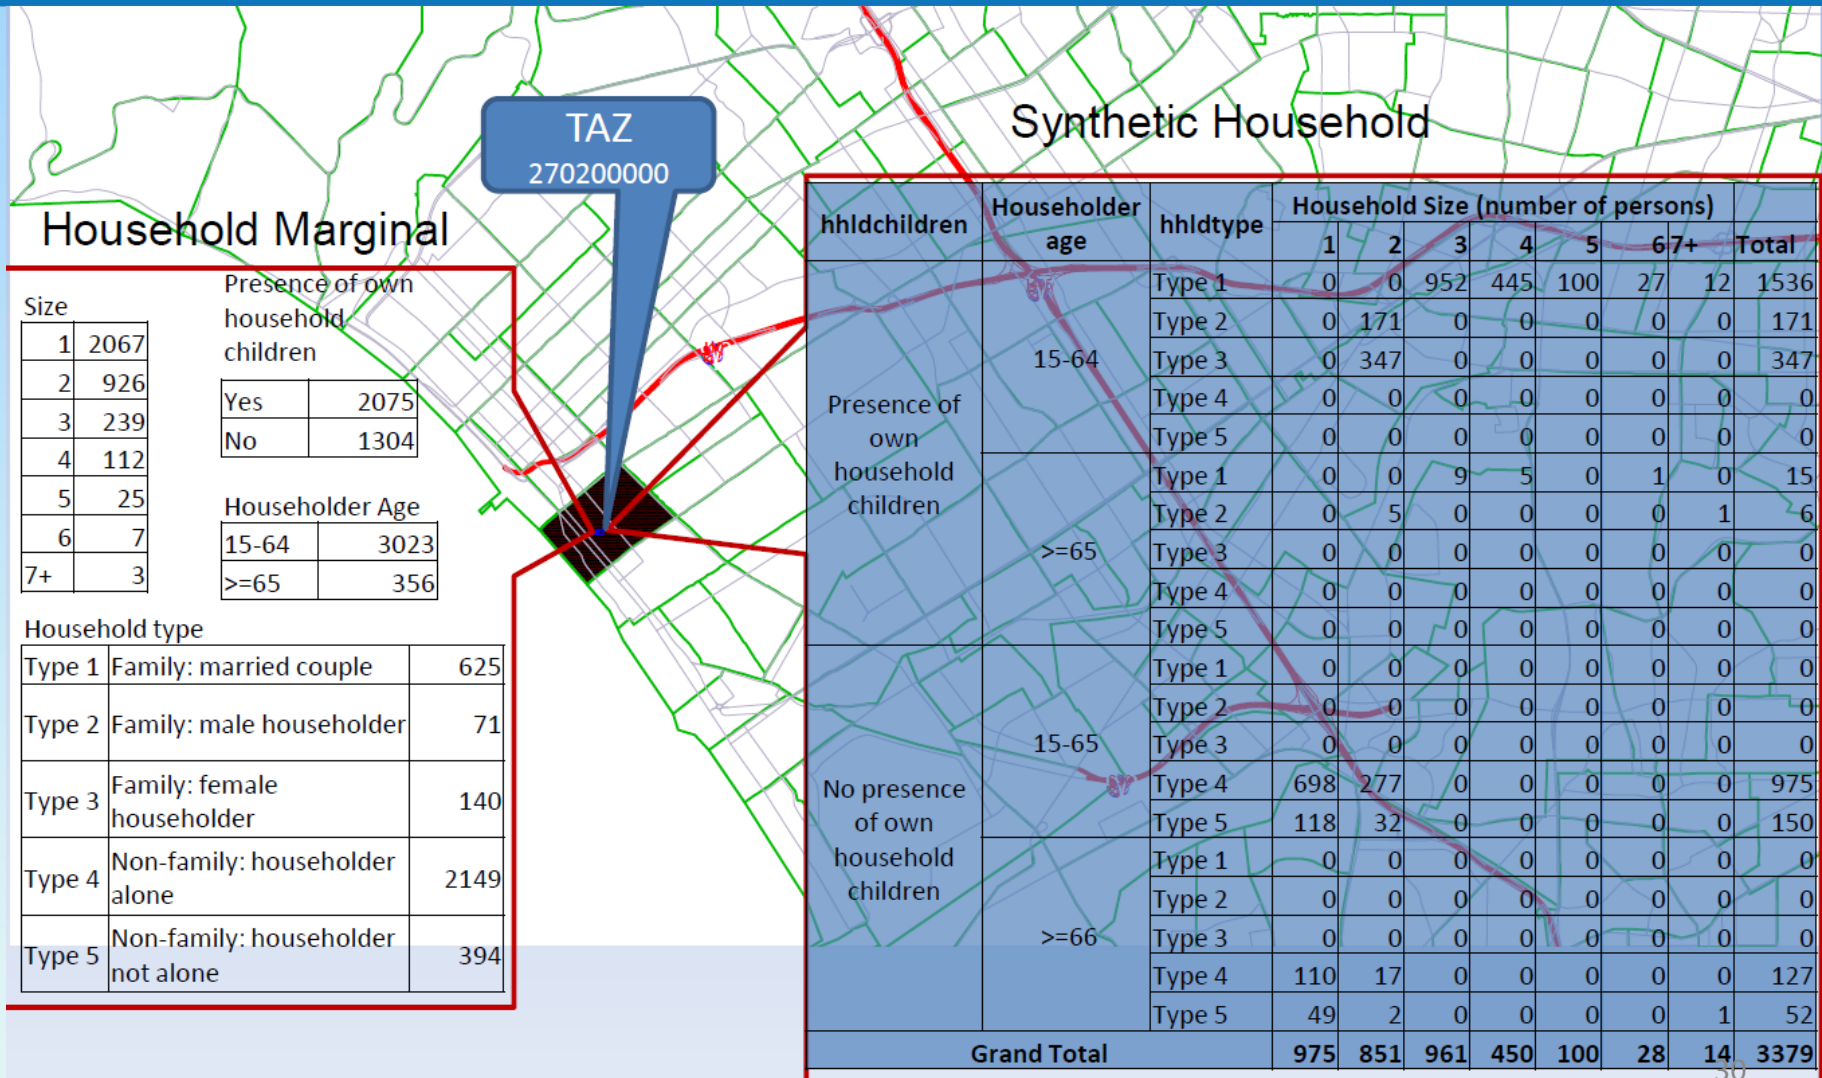 TAZ
270200000
Synthetic Household
Household Marginal
Size
1 2067
2 926
3 239
4 112
5 25
6 7
7+ 3
Presence of own
household
children
Yes 2075
No 1304
Householder Age
15-64 3023
>=65 356
Household type
Type 1 Family: married couple 625
Type 2 Family: male householder 71
Type 3 Family: female householder 140
Type 4 Non-family: householder alone 2149
Type 5 Non-family: householder not alone 394
hhldchildren Householder age hhldtype Household Size (number of persons)
1 2 3 4 5 6 7+ Total
Presence of own household children
15-64
Type 1 0 0 952 445 100 27 12 1536
Type 2 0 171 0 0 0 0 0 171
Type 3 0 347 0 0 0 0 0 347
Type 4 0 0 0 0 0 0 0 0
Type 5 0 0 0 0 0 0 0 0
>=65
Type 1 0 0 9 5 0 1 0 15
Type 2 0 5 0 0 0 0 1 6
Type 3 0 0 0 0 0 0 0 0
Type 4 0 0 0 0 0 0 0 0
Type 5 0 0 0 0 0 0 0 0
No presence of own household children
15-65
Type 1 0 0 0 0 0 0 0 0
Type 2 0 0 0 0 0 0 0 0
Type 3 0 0 0 0 0 0 0 0
Type 4 698 277 0 0 0 0 0 975
Type 5 118 32 0 0 0 0 0 150
>=66
Type 1 0 0 0 0 0 0 0 0
Type 2 0 0 0 0 0 0 0 0
Type 3 0 0 0 0 0 0 0 0
Type 4 110 17 0 0 0 0 0 127
Type 5 49 2 0 0 0 0 1 52
Grand Total 975 851 961 450 100 28 14 3379
30